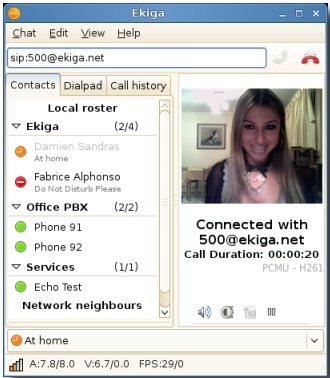 Ekiga
Chat Edit View Help
sip:500@ekiga.net
Contacts Dialpad Call history
Local roster
Ekiga (2/4)
Damien Sandras
At home
Fabrice Alphonso
Do Not Disturb Please
Office PBX (2/2)
Phone 91
Phone 92
Services (1/1)
Echo Test
Network neighbours
Connected with
500@ekiga.net
Call Duration: 00:00:20
PCMU - H261
At home
A:7.8/8.0 V:6.7/0.0 FPS:29/0